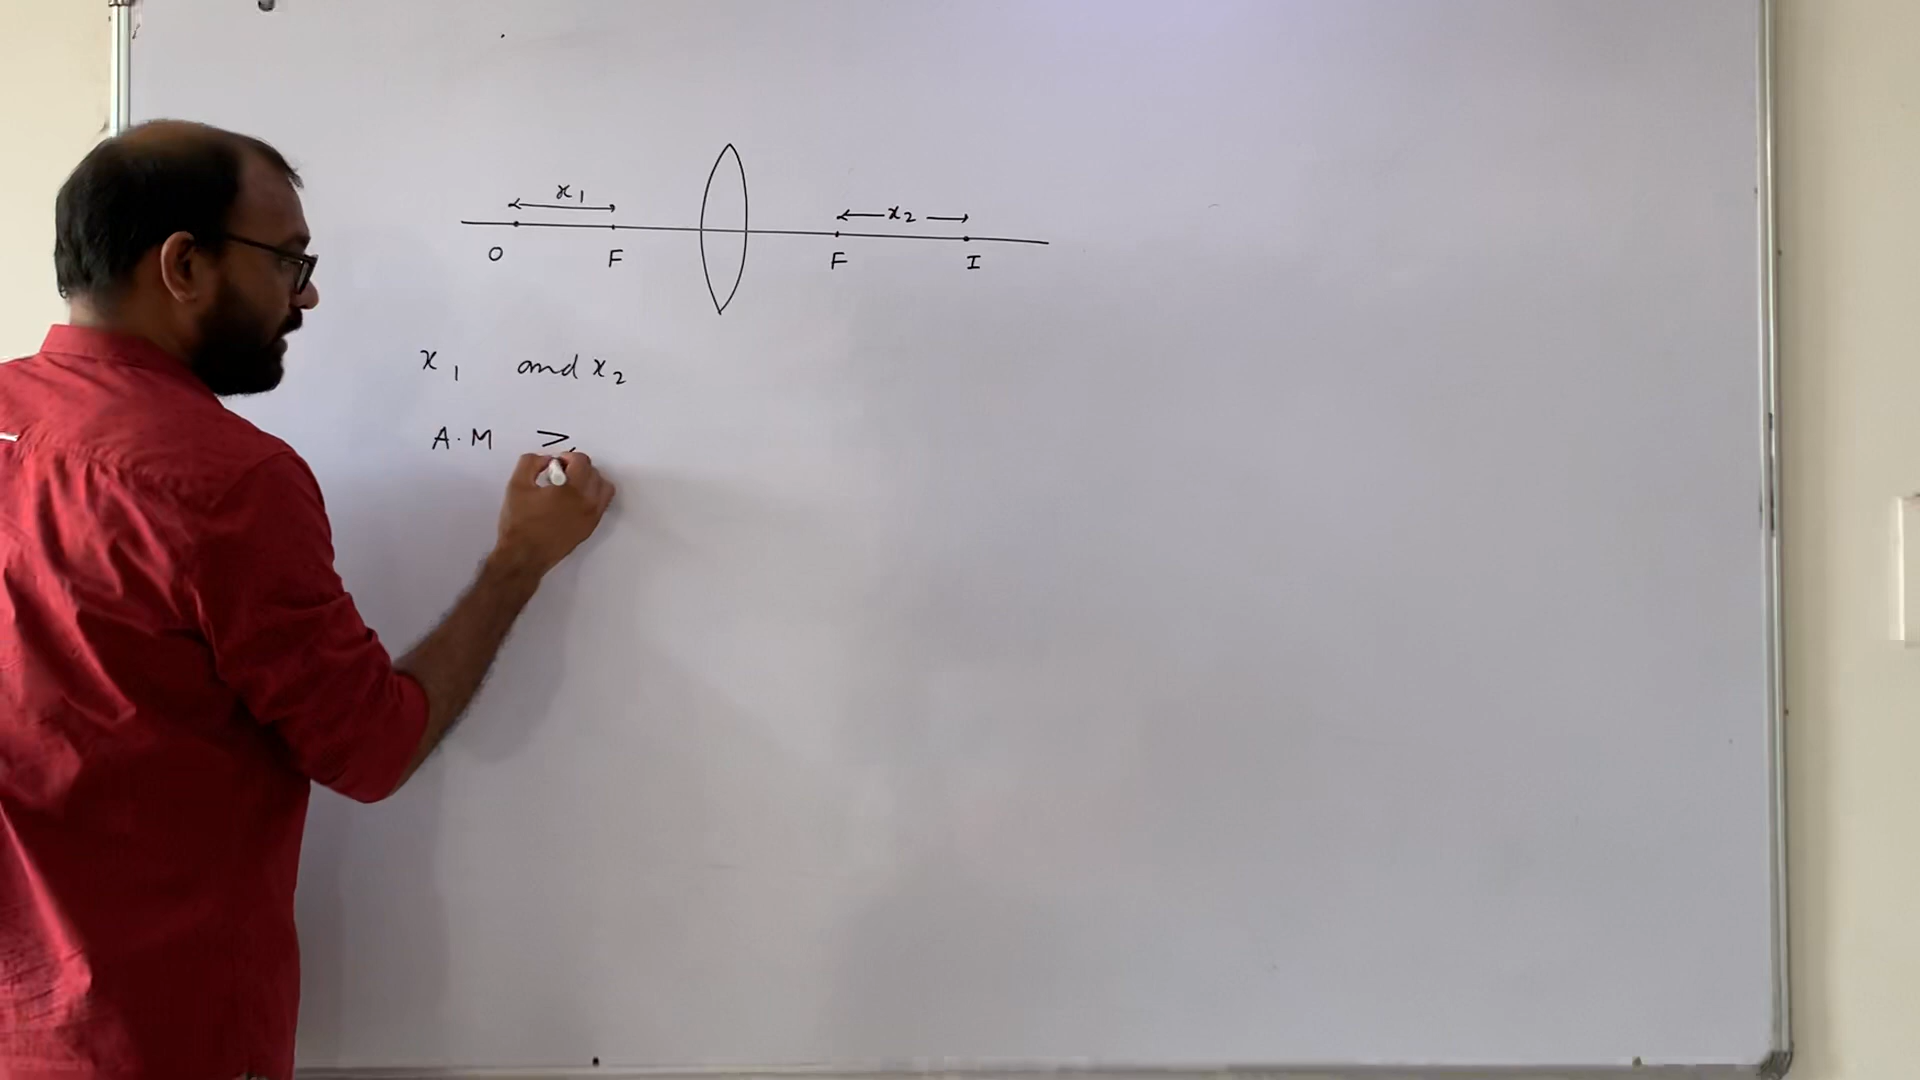 x₁ x₂
O F F I
x₁ and x₂
A.M ≥